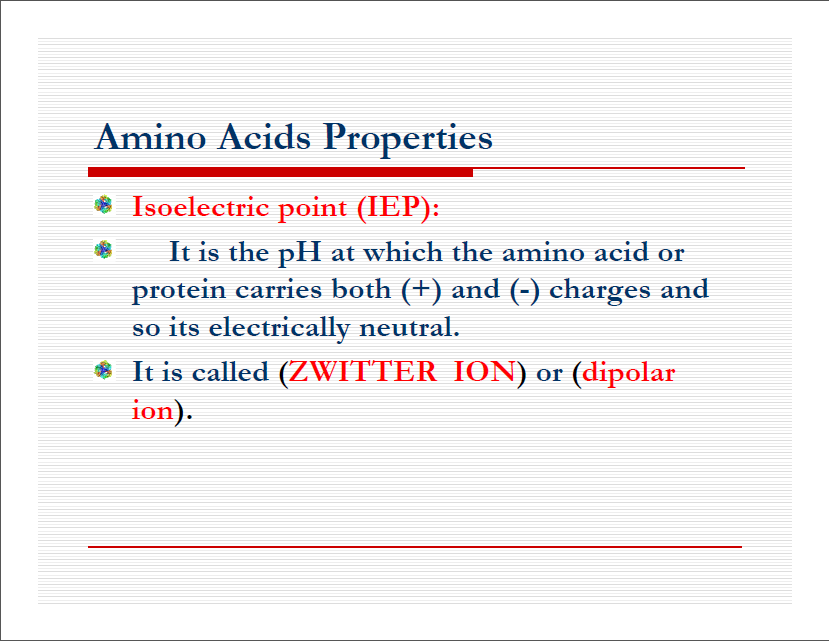 Amino Acids Properties
Isoelectric point (IEP):
It is the pH at which the amino acid or
protein carries both (+) and (-) charges and
so its electrically neutral.
It is called (ZWITTER ION) or (dipolar
ion).